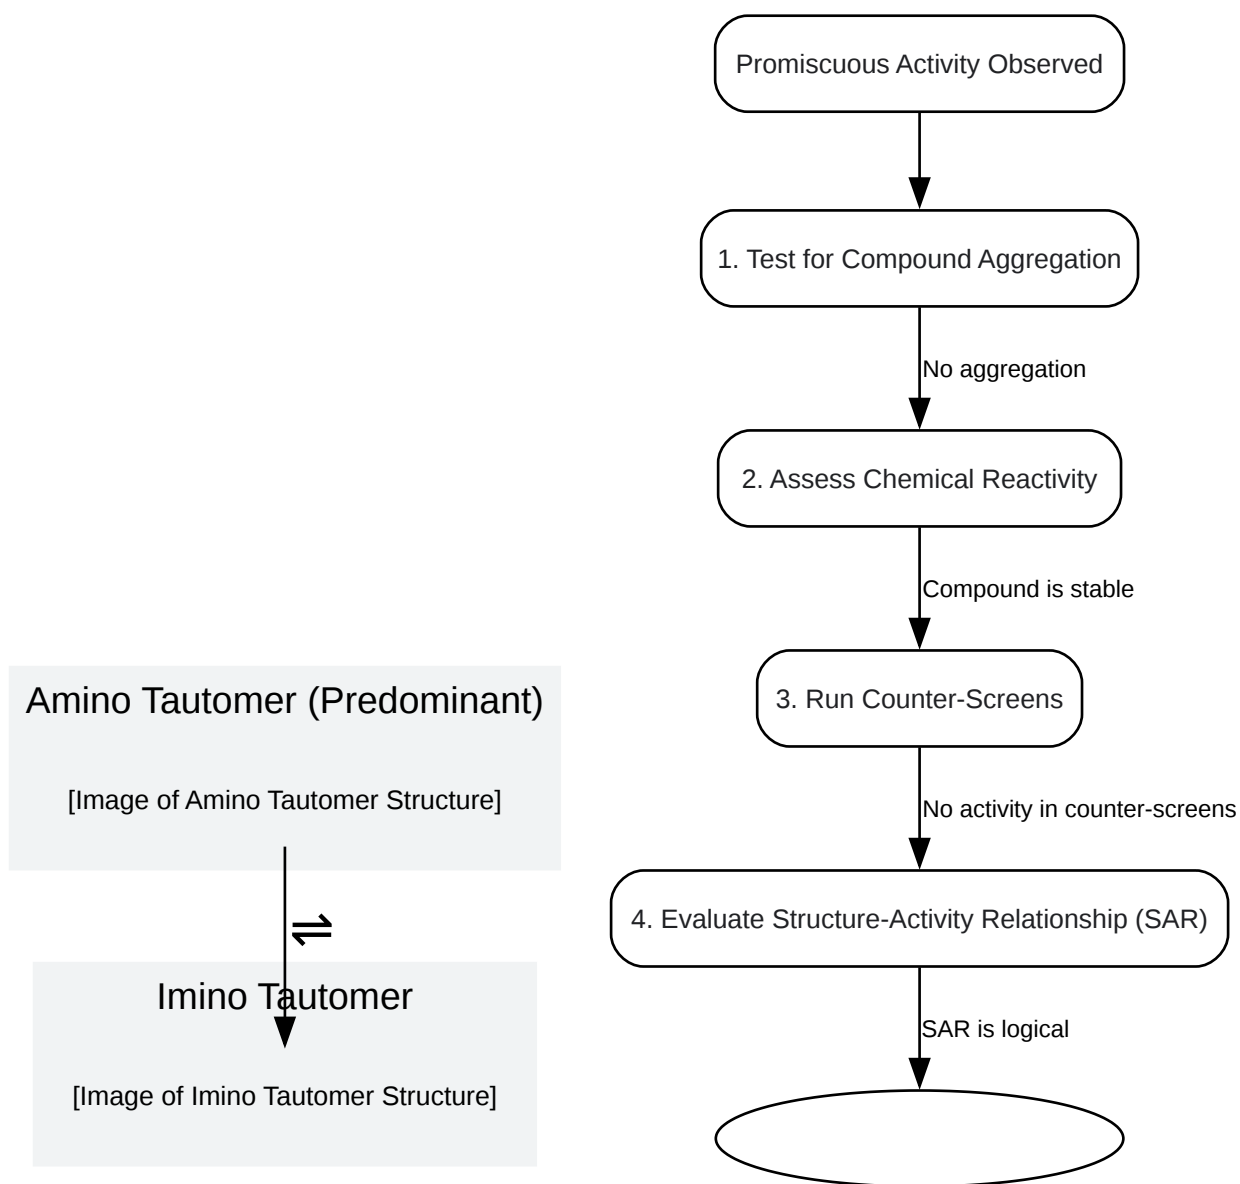 Promiscuous Activity Observed
1. Test for Compound Aggregation
No aggregation
2. Assess Chemical Reactivity
Compound is stable
3. Run Counter-Screens
No activity in counter-screens
4. Evaluate Structure-Activity Relationship (SAR)
SAR is logical
Amino Tautomer (Predominant)
[Image of Amino Tautomer Structure]
⇌
Imino Tautomer
[Image of Imino Tautomer Structure]